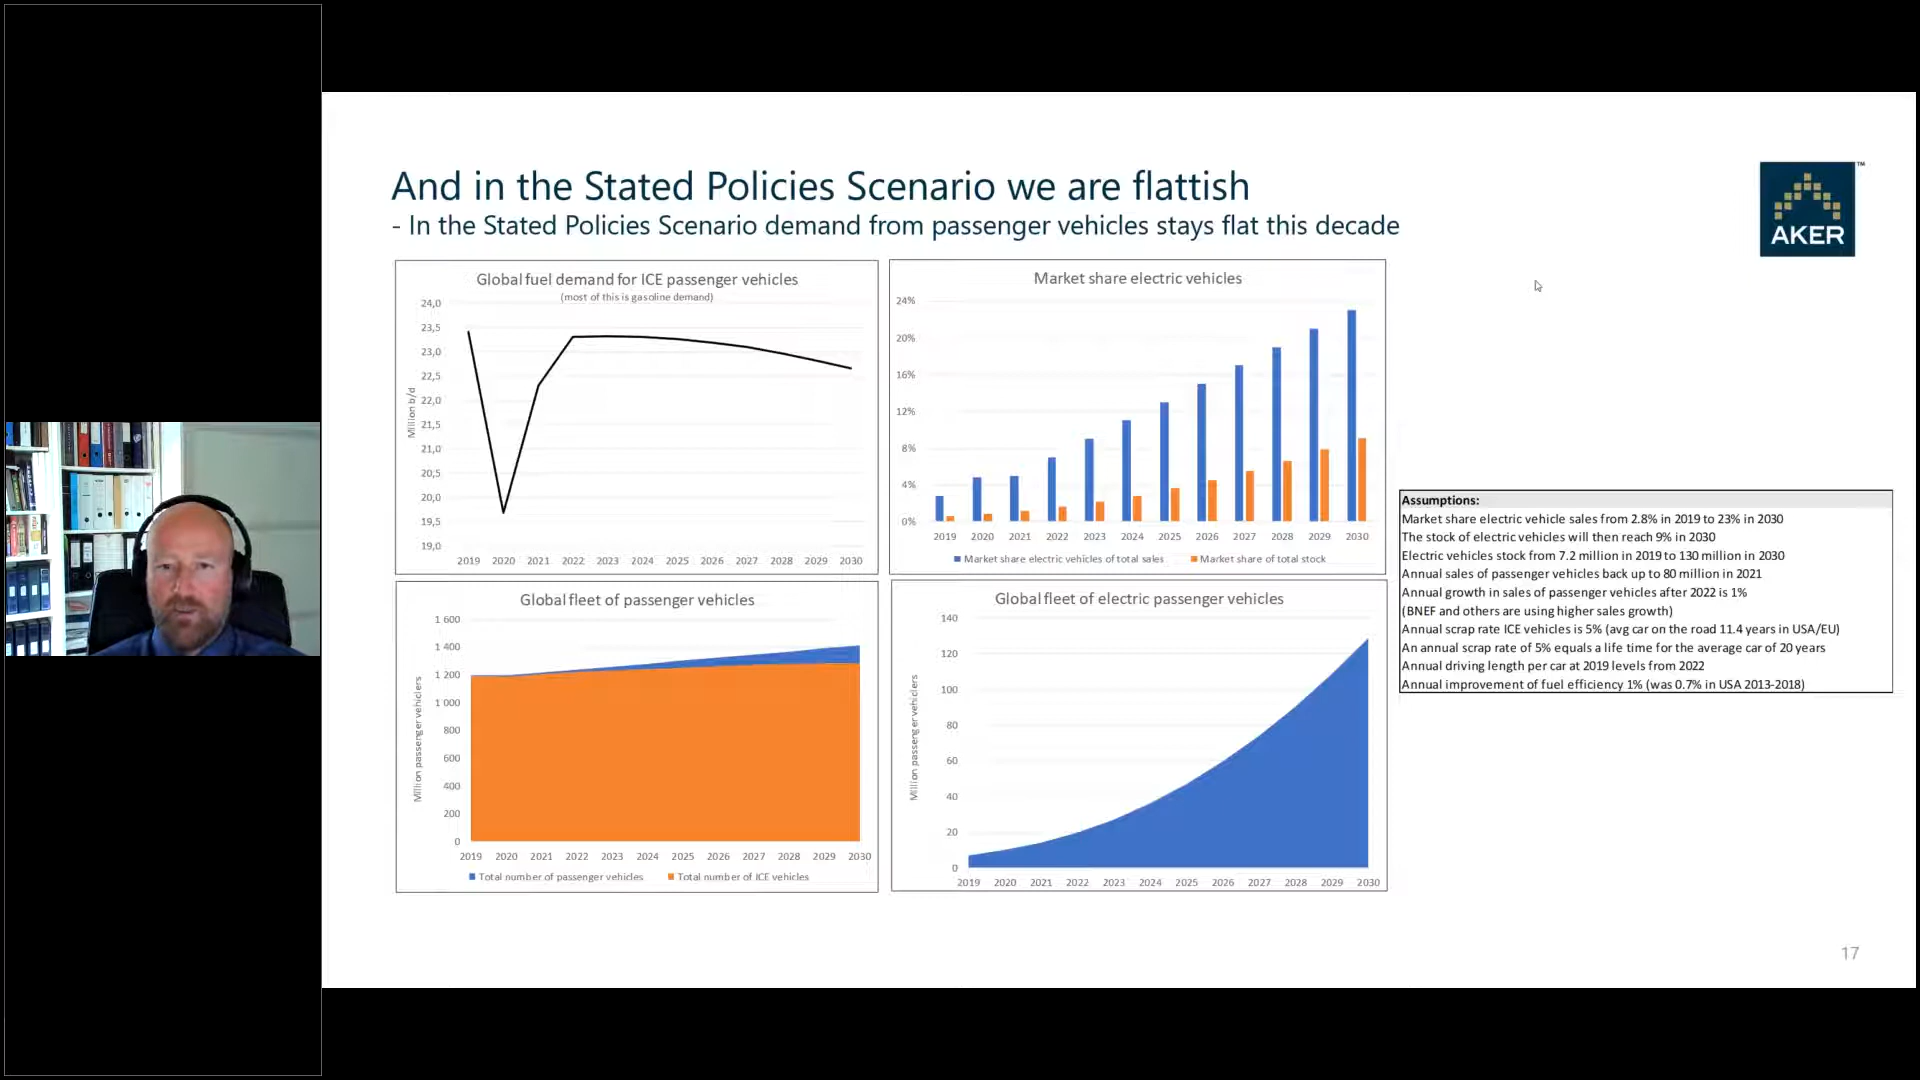 And in the Stated Policies Scenario we are flattish
- In the Stated Policies Scenario demand from passenger vehicles stays flat this decade
™
AKER
Global fuel demand for ICE passenger vehicles
(most of this is gasoline demand)
Million b/d
24,0
23,5
23,0
22,5
22,0
21,5
21,0
20,5
20,0
19,5
19,0
2019 2020 2021 2022 2023 2024 2025 2026 2027 2028 2029 2030
Market share electric vehicles
24%
20%
16%
12%
8%
4%
0%
2019 2020 2021 2022 2023 2024 2025 2026 2027 2028 2029 2030
Market share electric vehicles of total sales Market share of total stock
Global fleet of passenger vehicles
Million passenger vehiclers
1 600
1 400
1 200
1 000
800
600
400
200
0
2019 2020 2021 2022 2023 2024 2025 2026 2027 2028 2029 2030
Total number of passenger vehicles Total number of ICE vehicles
Global fleet of electric passenger vehicles
Million passenger vehiclers
140
120
100
80
60
40
20
0
2019 2020 2021 2022 2023 2024 2025 2026 2027 2028 2029 2030
Assumptions:
Market share electric vehicle sales from 2.8% in 2019 to 23% in 2030
The stock of electric vehicles will then reach 9% in 2030
Electric vehicles stock from 7.2 million in 2019 to 130 million in 2030
Annual sales of passenger vehicles back up to 80 million in 2021
Annual growth in sales of passenger vehicles after 2022 is 1%
(BNEF and others are using higher sales growth)
Annual scrap rate ICE vehicles is 5% (avg car on the road 11.4 years in USA/EU)
An annual scrap rate of 5% equals a life time for the average car of 20 years
Annual driving length per car at 2019 levels from 2022
Annual improvement of fuel efficiency 1% (was 0.7% in USA 2013-2018)
17